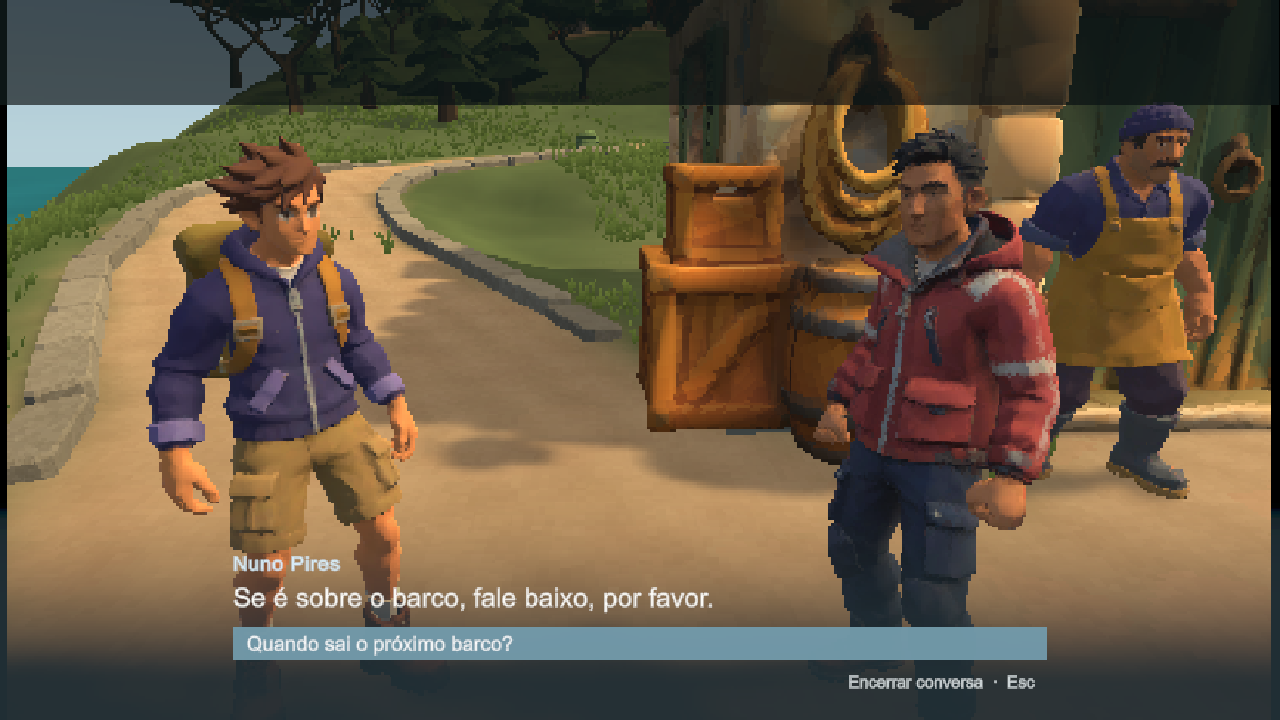 Nuno Pires
Se é sobre o barco, fale baixo, por favor.
Quando sai o próximo barco?
Encerrar conversa · Esc